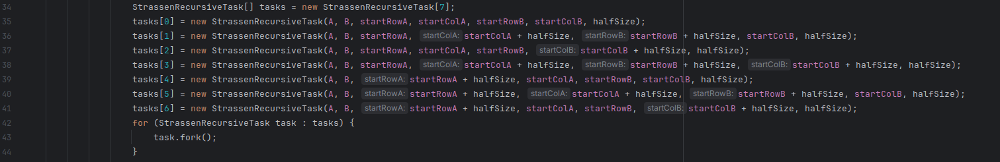 34 StrassenRecursiveTask[] tasks = new StrassenRecursiveTask[7];
35 tasks[0] = new StrassenRecursiveTask(A, B, startRowA, startColA, startRowB, startColB, halfSize);
36 tasks[1] = new StrassenRecursiveTask(A, B, startRowA, startColA: startColA + halfSize, startRowB: startRowB + halfSize, startColB, halfSize);
37 tasks[2] = new StrassenRecursiveTask(A, B, startRowA, startColA, startRowB, startColB: startColB + halfSize, halfSize);
38 tasks[3] = new StrassenRecursiveTask(A, B, startRowA, startColA: startColA + halfSize, startRowB: startRowB + halfSize, startColB: startColB + halfSize, halfSize);
39 tasks[4] = new StrassenRecursiveTask(A, B, startRowA: startRowA + halfSize, startColA, startRowB, startColB, halfSize);
40 tasks[5] = new StrassenRecursiveTask(A, B, startRowA: startRowA + halfSize, startColA: startColA + halfSize, startRowB: startRowB + halfSize, startColB, halfSize);
41 tasks[6] = new StrassenRecursiveTask(A, B, startRowA: startRowA + halfSize, startColA, startRowB, startColB: startColB + halfSize, halfSize);
42 for (StrassenRecursiveTask task : tasks) {
43 task.fork();
44 }